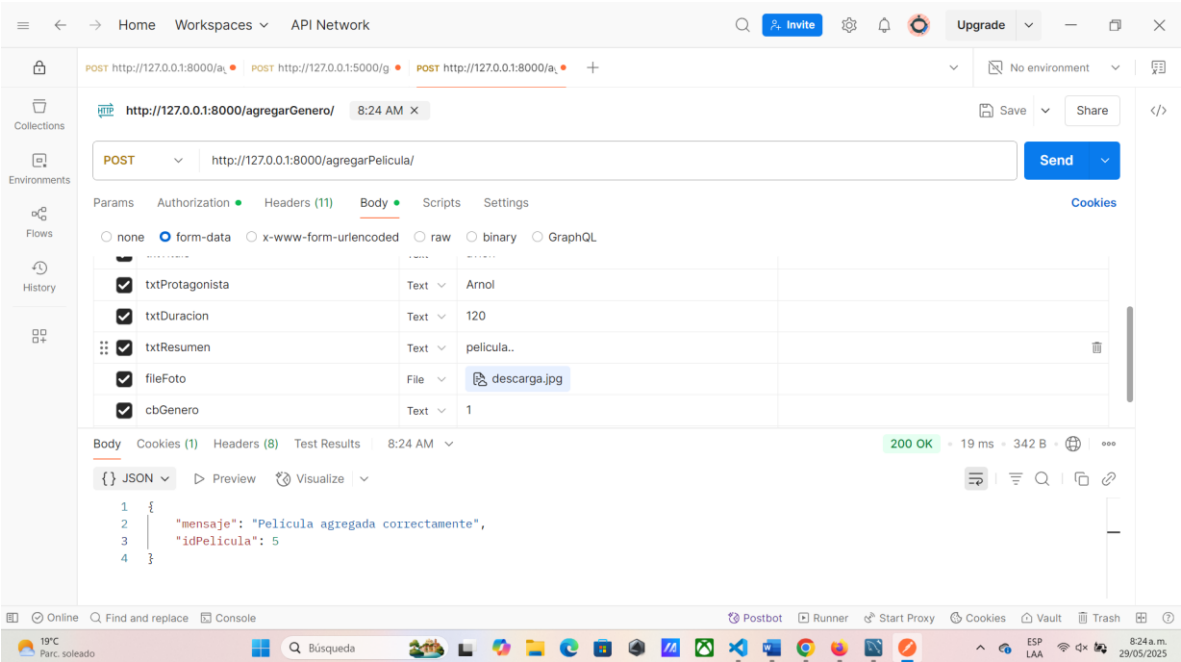 Home Workspaces API Network Invite Upgrade
POST http://127.0.0.1:8000/aç POST http://127.0.0.1:5000/g POST http://127.0.0.1:8000/aç No environment
HTTP http://127.0.0.1:8000/agregarGenero/ 8:24 AM Save Share
Collections
POST http://127.0.0.1:8000/agregarPelicula/ Send
Environments
Params Authorization Headers (11) Body Scripts Settings Cookies
none form-data x-www-form-urlencoded raw binary GraphQL
Flows
txtProtagonista Text Arnol
History
txtDuracion Text 120
txtResumen Text pelicula..
fileFoto File descarga.jpg
cbGenero Text 1
Body Cookies (1) Headers (8) Test Results 8:24 AM 200 OK 19 ms 342 B
{} JSON Preview Visualize
1 {
2 "mensaje": "Película agregada correctamente",
3 "idPelicula": 5
4 }
Online Find and replace Console Postbot Runner Start Proxy Cookies Vault Trash
19°C
Parc. soleado
Búsqueda
ESP
LAA
8:24 a.m.
29/05/2025